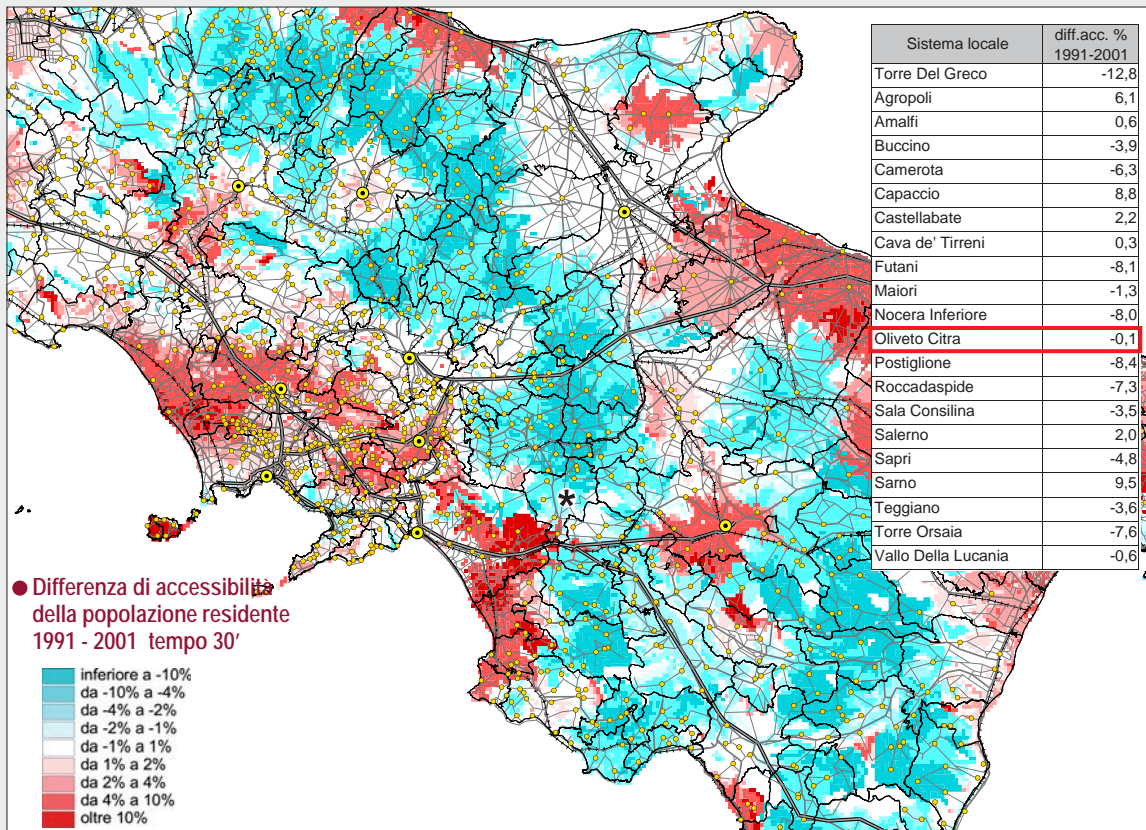 Sistema locale diff.acc. % 1991-2001
Torre Del Greco -12,8
Agropoli 6,1
Amalfi 0,6
Buccino -3,9
Camerota -6,3
Capaccio 8,8
Castellabate 2,2
Cava de' Tirreni 0,3
Futani -8,1
Maiori -1,3
Nocera Inferiore -8,0
Oliveto Citra -0,1
Postiglione -8,4
Roccadaspide -7,3
Sala Consilina -3,5
Salerno 2,0
Sapri -4,8
Sarno 9,5
Teggiano -3,6
Torre Orsaia -7,6
Vallo Della Lucania -0,6
*
Differenza di accessibilità
della popolazione residente
1991 - 2001 tempo 30'
inferiore a -10%
da -10% a -4%
da -4% a -2%
da -2% a -1%
da -1% a 1%
da 1% a 2%
da 2% a 4%
da 4% a 10%
oltre 10%